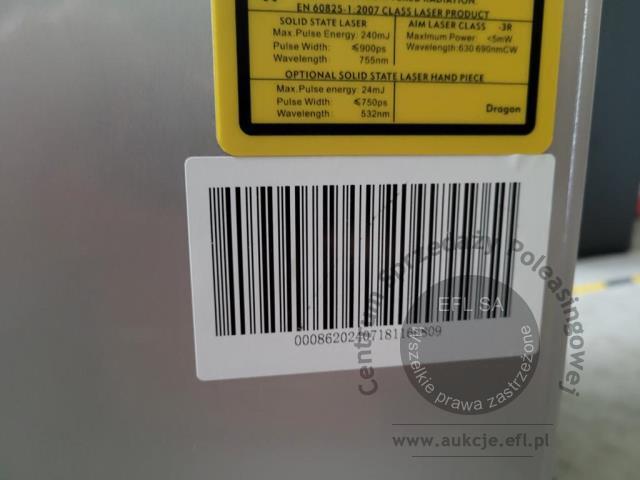 EN 60825-1:2007 CLASS LASER PRODUCT
SOLID STATE LASER
Max.Pulse Energy: 240mJ
Pulse Width: ≤900ps
Wavelength: 755nm
AIM LASER CLASS -3R
Maximum Power: <5mW
Wavelength:630 690nmCW
OPTIONAL SOLID STATE LASER HAND PIECE
Max.Pulse energy: 24mJ
Pulse Width: ≤750ps
Wavelength: 532nm
Dragon
Centrum Sprzedaży Poleasingowej
EFL SA
wszelkie prawa zastrzeżone
www.aukcje.efl.pl